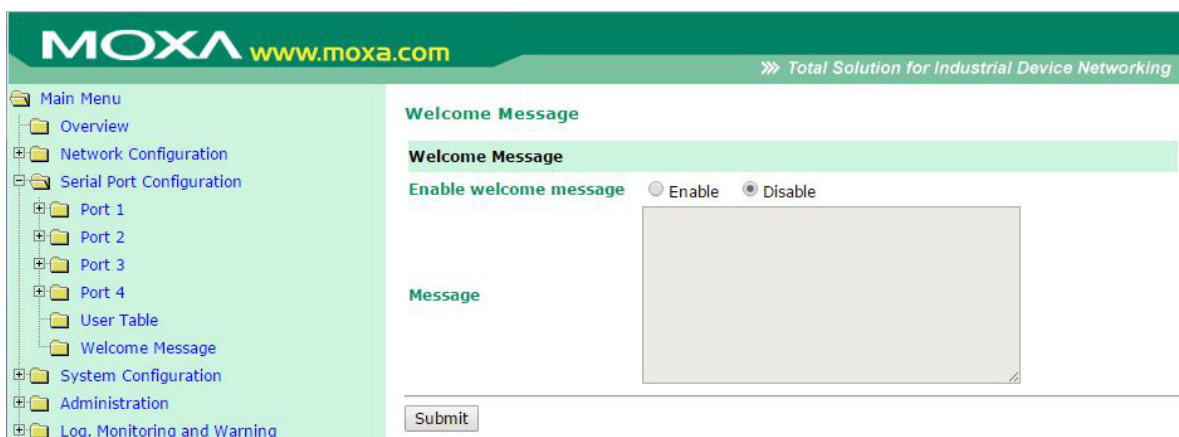 MOXA www.moxa.com
Total Solution for Industrial Device Networking
Main Menu
Overview
Network Configuration
Serial Port Configuration
Port 1
Port 2
Port 3
Port 4
User Table
Welcome Message
System Configuration
Administration
Log, Monitoring and Warning
Welcome Message
Welcome Message
Enable welcome message Enable Disable
Message
Submit